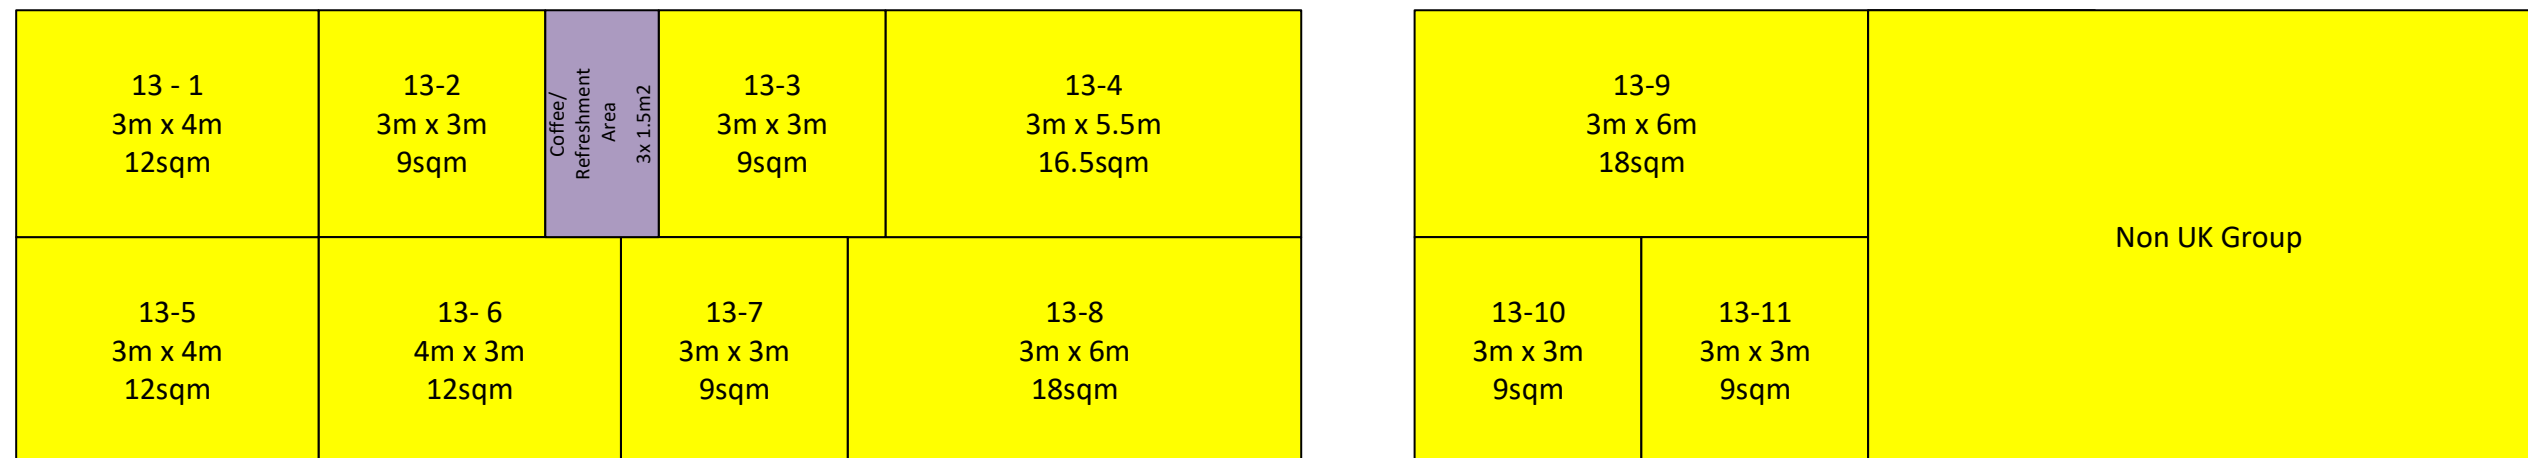 13 - 1
3m x 4m
12sqm
13-2
3m x 3m
9sqm
Coffee/
Refreshment
Area
3x 1.5m2
13-3
3m x 3m
9sqm
13-4
3m x 5.5m
16.5sqm
13-9
3m x 6m
18sqm
Non UK Group
13-5
3m x 4m
12sqm
13- 6
4m x 3m
12sqm
13-7
3m x 3m
9sqm
13-8
3m x 6m
18sqm
13-10
3m x 3m
9sqm
13-11
3m x 3m
9sqm